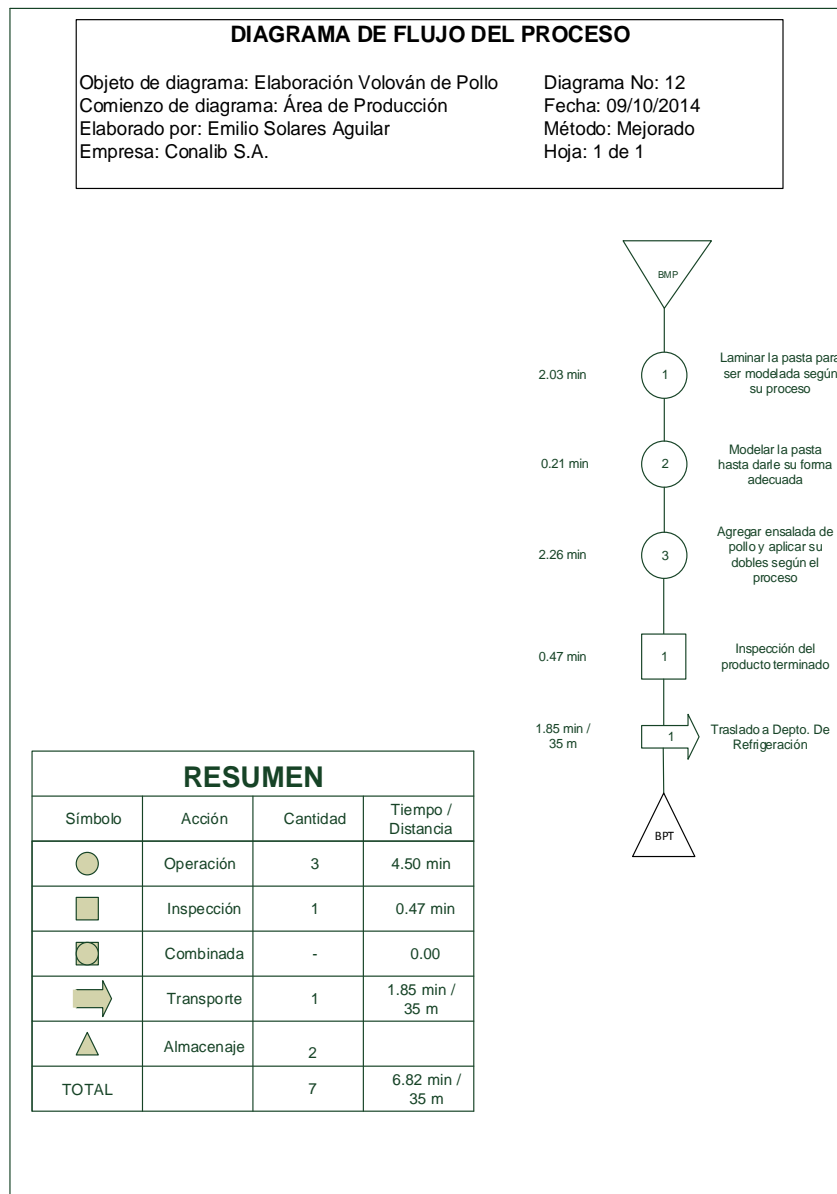 DIAGRAMA DE FLUJO DEL PROCESO
Objeto de diagrama: Elaboración Volován de Pollo
Diagrama No: 12
Comienzo de diagrama: Área de Producción
Fecha: 09/10/2014
Elaborado por: Emilio Solares Aguilar
Método: Mejorado
Empresa: Conalib S.A.
Hoja: 1 de 1
BMP
2.03 min
1
Laminar la pasta para
ser modelada según
su proceso
0.21 min
2
Modelar la pasta
hasta darle su forma
adecuada
2.26 min
3
Agregar ensalada de
pollo y aplicar su
dobles según el
proceso
0.47 min
1
Inspección del
producto terminado
1.85 min /
35 m
1
Traslado a Depto. De
Refrigeración
BPT
RESUMEN
Símbolo
Acción
Cantidad
Tiempo /
Distancia
Operación
3
4.50 min
Inspección
1
0.47 min
Combinada
-
0.00
Transporte
1
1.85 min /
35 m
Almacenaje
2
TOTAL
7
6.82 min /
35 m